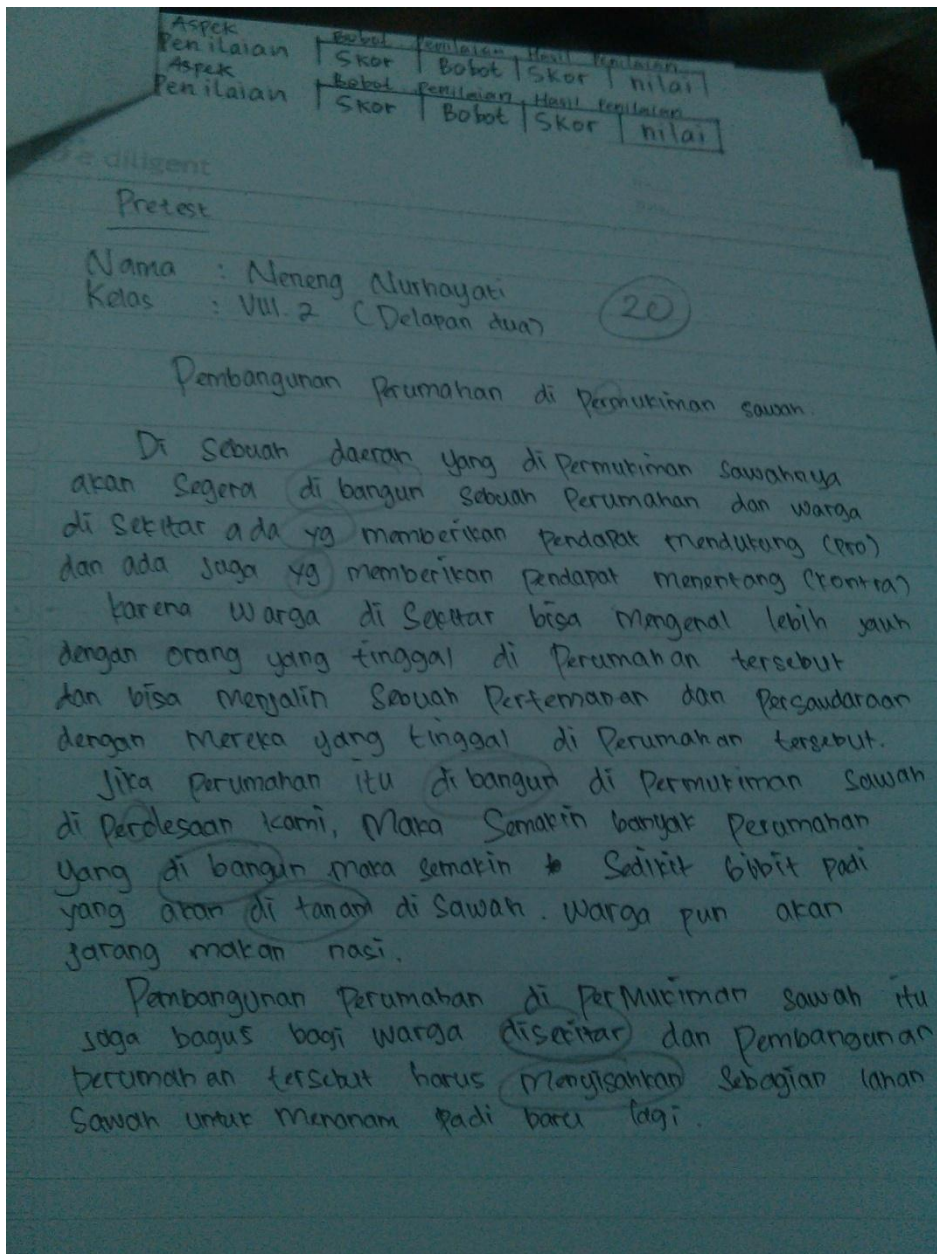 Aspek
Penilaian Bobot Penilaian Hasil Penilaian
Skor Bobot Skor nilai
Aspek
Penilaian Bobot Penilaian Hasil Penilaian
Skor Bobot Skor nilai
diligent
Pretest
Nama : Neneng Nurhayati
Kelas : VIII.2 (Delapan dua)
20
Pembangunan Perumahan di Permukiman sawah.
Di Sebuah daerah yang di Permukiman Sawahnya
akan Segera di bangun Sebuah Perumahan dan warga
di Sekitar ada yg memberikan Pendapat mendukung (pro)
dan ada juga yg memberikan Pendapat menentang (kontra)
karena warga di Sekitar bisa mengenal lebih jauh
dengan orang yang tinggal di Perumahan tersebut
dan bisa menjalin Sebuah Pertemanan dan Persaudaraan
dengan mereka yang tinggal di Perumahan tersebut.
Jika Perumahan itu di bangun di Permukiman Sawah
di Perdesaan kami, Maka Semakin banyak Perumahan
yang di bangun maka semakin Sedikit bibit padi
yang akan di tanam di Sawah. Warga pun akan
jarang makan nasi.
Pembangunan Perumahan di PerMukiman sawah itu
juga bagus bagi warga disekitar dan Pembangunan
perumahan tersebut harus menyisahkan Sebagian lahan
Sawah untuk menanam Padi baru lagi.